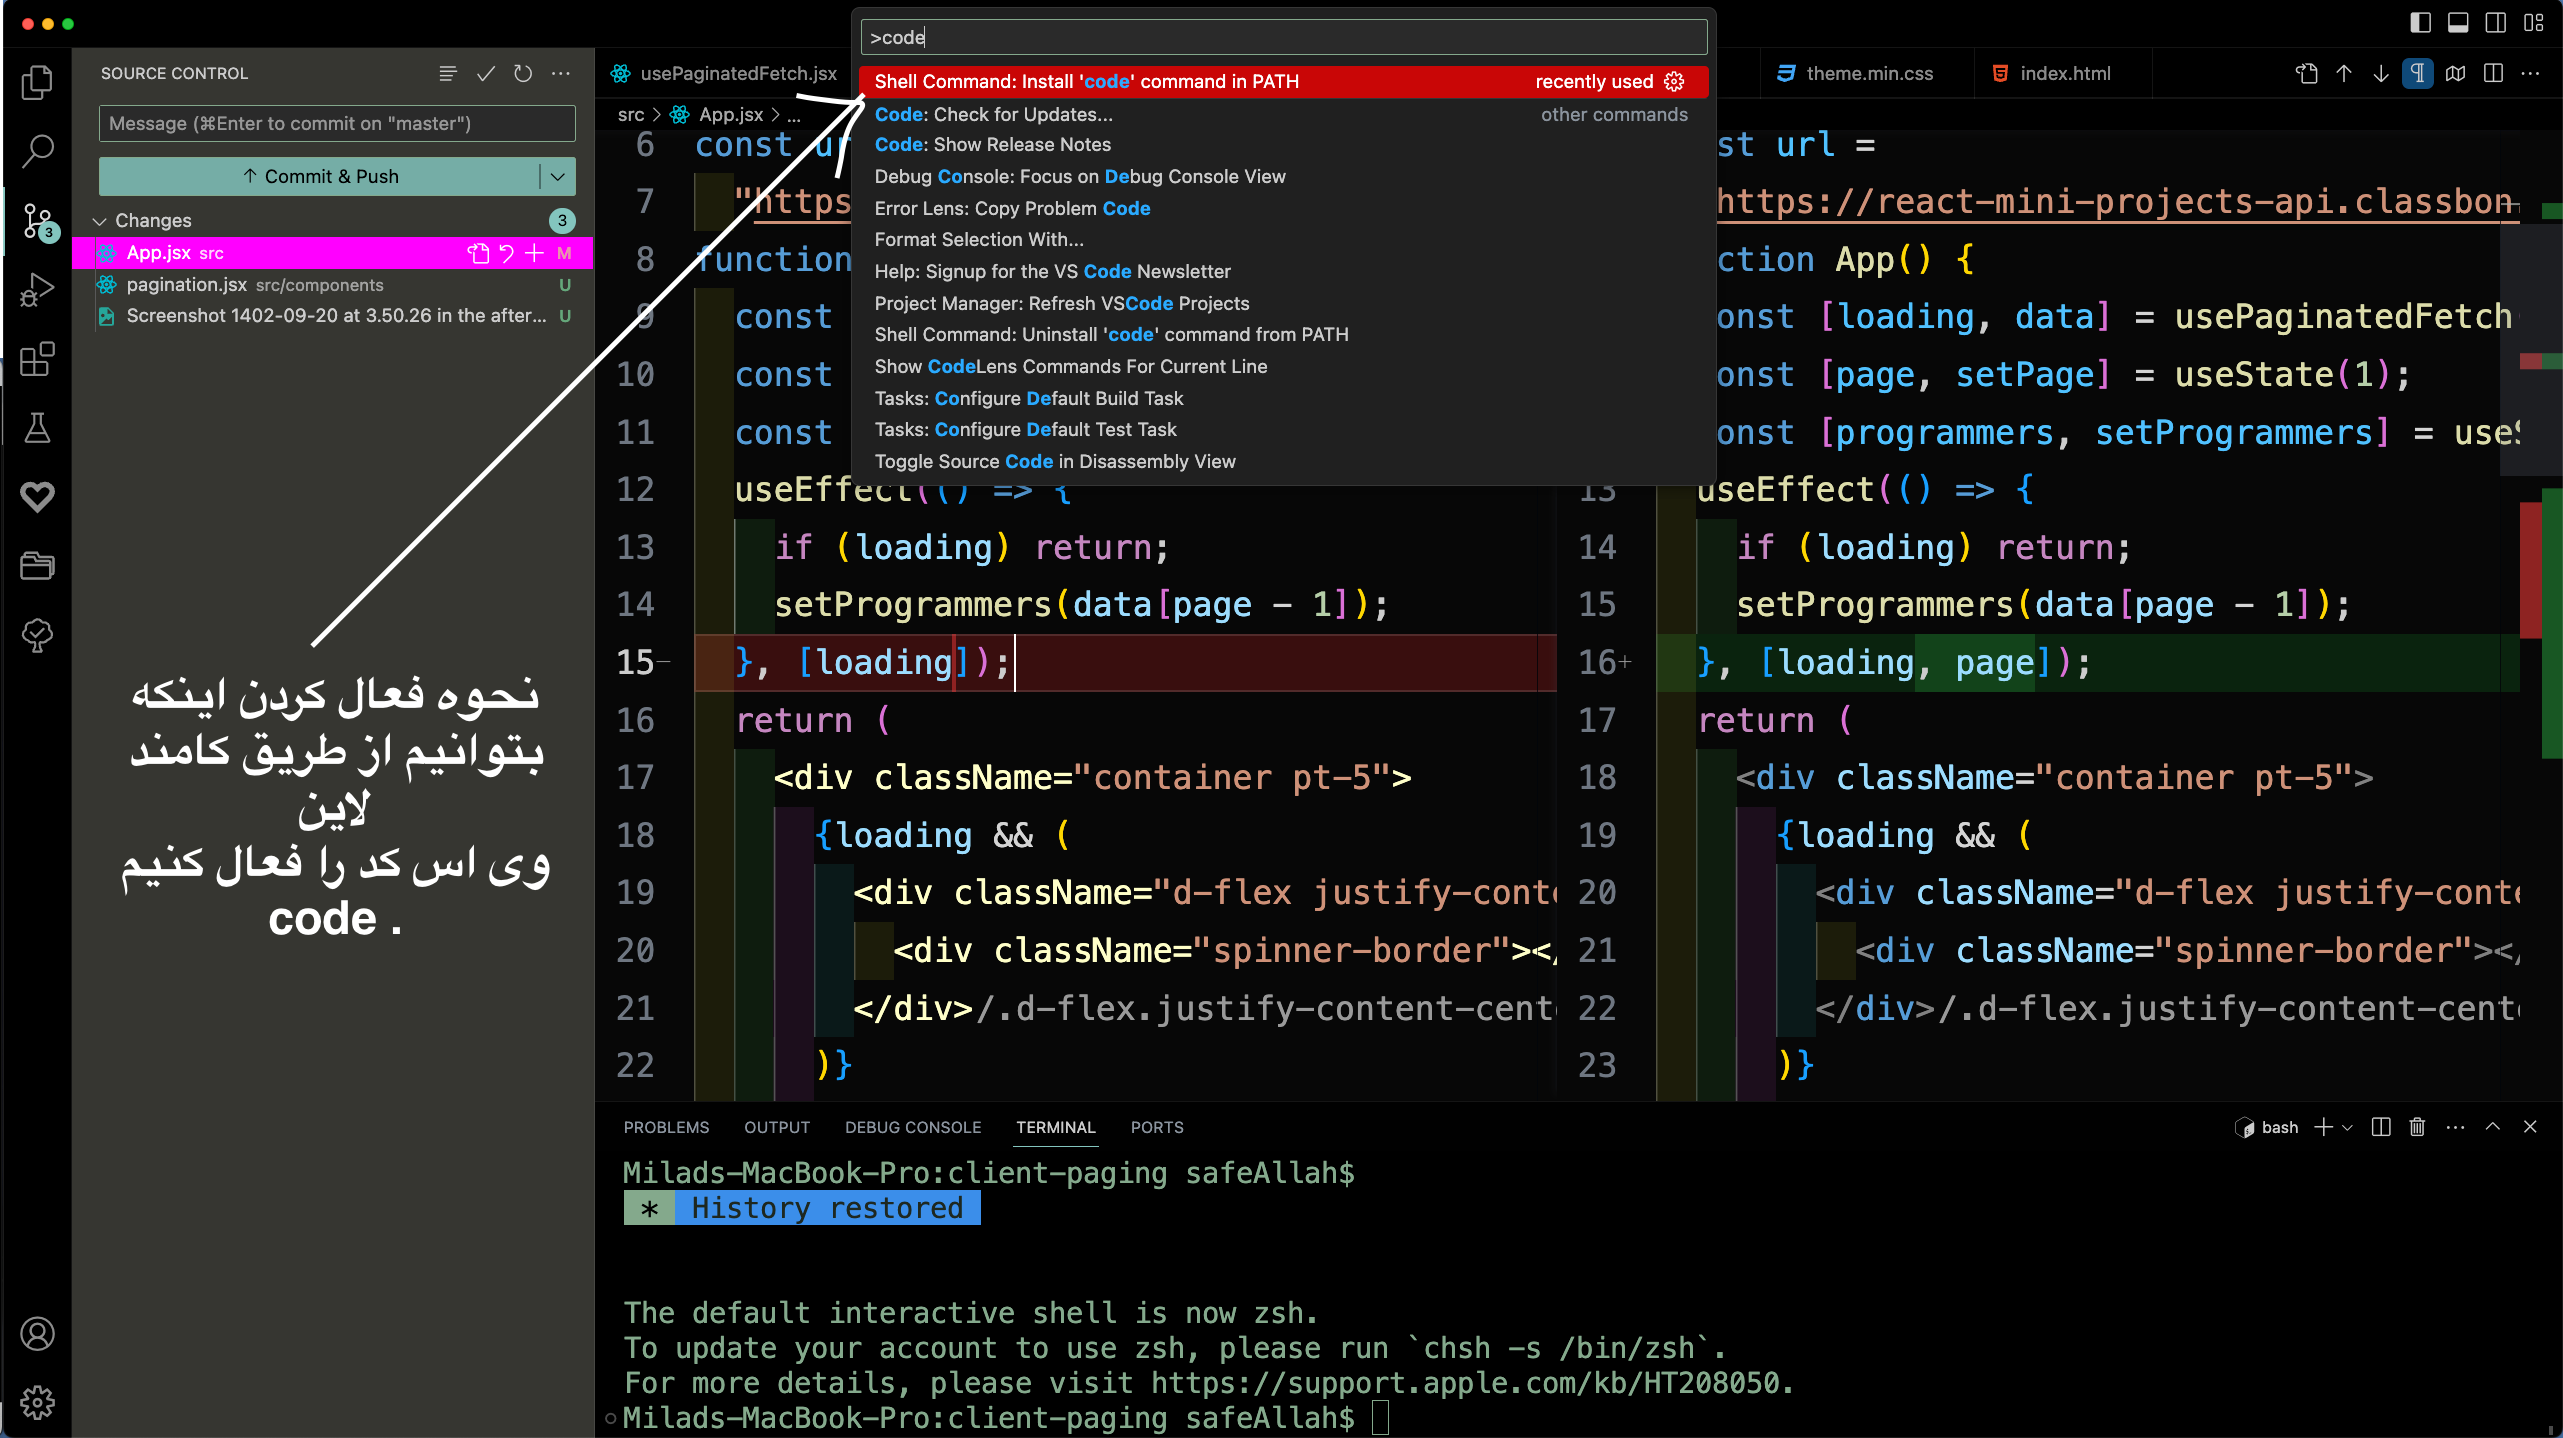 >code
Shell Command: Install 'code' command in PATH
recently used
Code: Check for Updates...
other commands
Code: Show Release Notes
Debug Console: Focus on Debug Console View
Error Lens: Copy Problem Code
Format Selection With...
Help: Signup for the VS Code Newsletter
Project Manager: Refresh VSCode Projects
Shell Command: Uninstall 'code' command from PATH
Show CodeLens Commands For Current Line
Tasks: Configure Default Build Task
Tasks: Configure Default Test Task
Toggle Source Code in Disassembly View
SOURCE CONTROL
Message (⌘Enter to commit on "master")
↑ Commit & Push
Changes
3
3
App.jsx src
M
pagination.jsx src/components
U
Screenshot 1402-09-20 at 3.50.26 in the after...
U
نحوه فعال کردن اینکه
بتوانیم از طریق کامند
لاین
وی اس کد را فعال کنیم
code .
usePaginatedFetch.jsx
theme.min.css
index.html
src > App.jsx > ...
6 const
7 "https
8 function
9 const
10 const
11 const
12 useEffect(() => {
13 if (loading) return;
14 setProgrammers(data[page - 1]);
15- }, [loading]);
16 return (
17 <div className="container pt-5">
18 {loading && (
19 <div className="d-flex justify-conte
20 <div className="spinner-border"></
21 </div>/.d-flex.justify-content-cent
22 )}
st url =
https://react-mini-projects-api.classbon
ction App() {
onst [loading, data] = usePaginatedFetch
onst [page, setPage] = useState(1);
onst [programmers, setProgrammers] = useS
13 useEffect(() => {
14 if (loading) return;
15 setProgrammers(data[page - 1]);
16+ }, [loading, page]);
17 return (
18 <div className="container pt-5">
19 {loading && (
20 <div className="d-flex justify-conte
21 <div className="spinner-border"></
22 </div>/.d-flex.justify-content-cente
23 )}
PROBLEMS OUTPUT DEBUG CONSOLE TERMINAL PORTS
bash
Milads-MacBook-Pro:client-paging safeAllah$
* History restored
The default interactive shell is now zsh.
To update your account to use zsh, please run `chsh -s /bin/zsh`.
For more details, please visit https://support.apple.com/kb/HT208050.
Milads-MacBook-Pro:client-paging safeAllah$